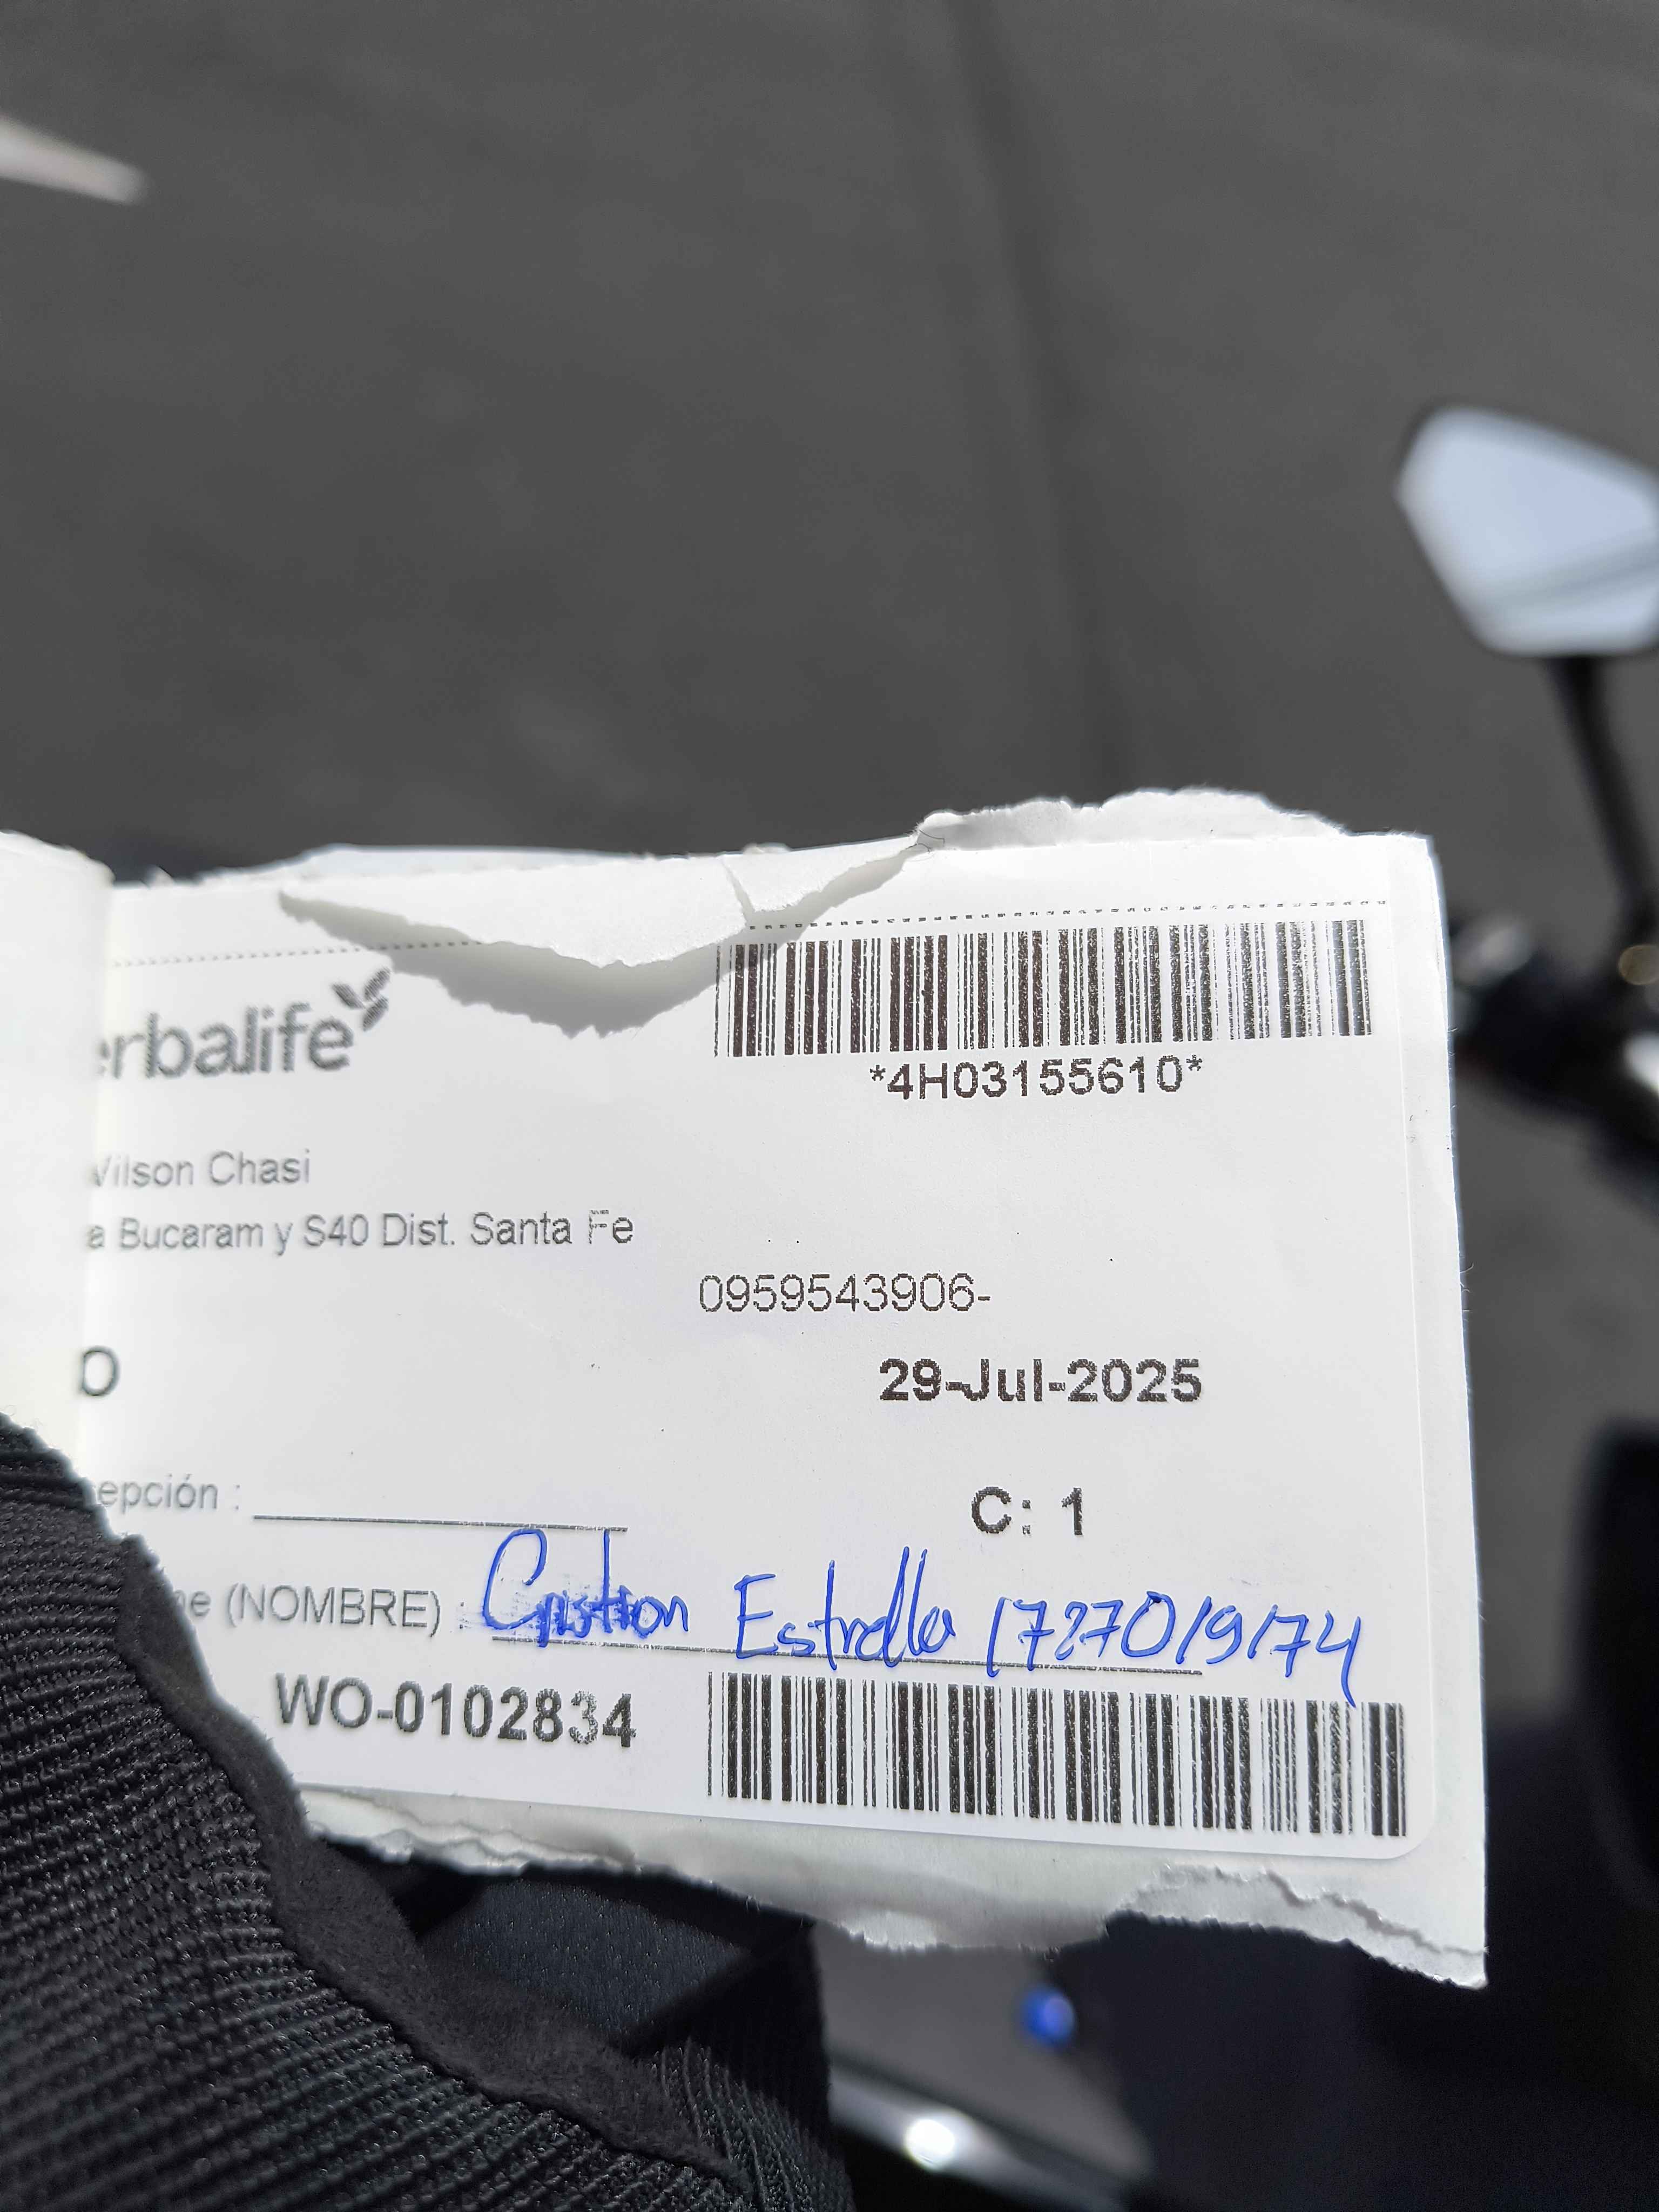 erbalife
*4H03155610*
Wilson Chasi
a Bucaram y S40 Dist. Santa Fe
0959543906-
O
29-Jul-2025
epción :
C: 1
ne (NOMBRE) : Cristian Estrella 1727019174
WO-0102834